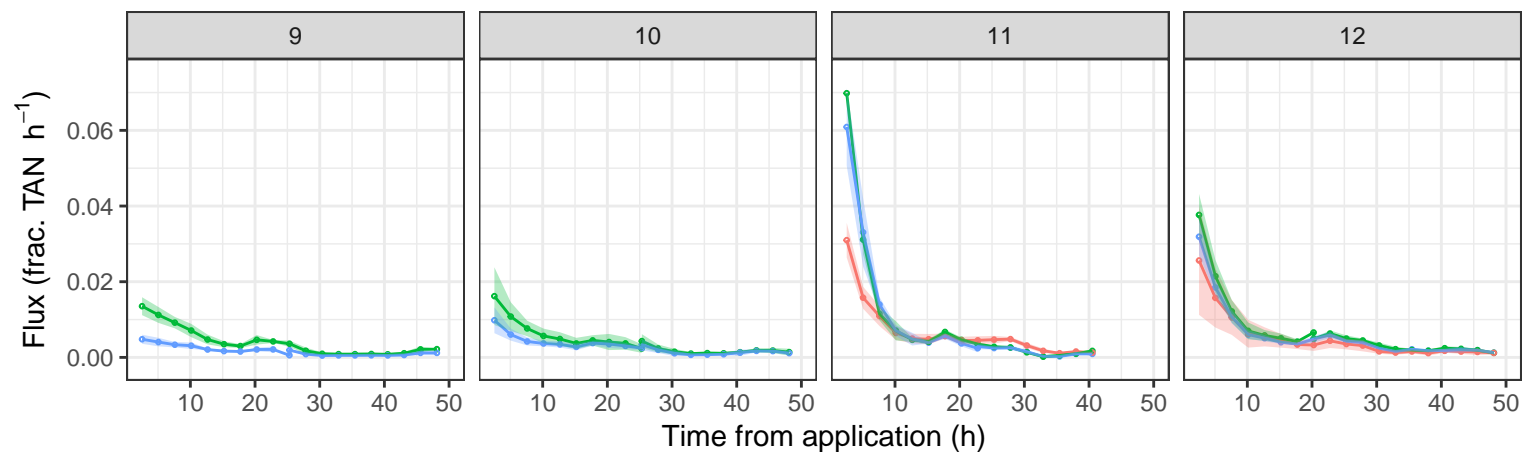 9 10 11 12
Flux (frac. TAN h⁻¹)
0.06
0.04
0.02
0.00
10 20 30 40 50 10 20 30 40 50 10 20 30 40 50 10 20 30 40 50
Time from application (h)